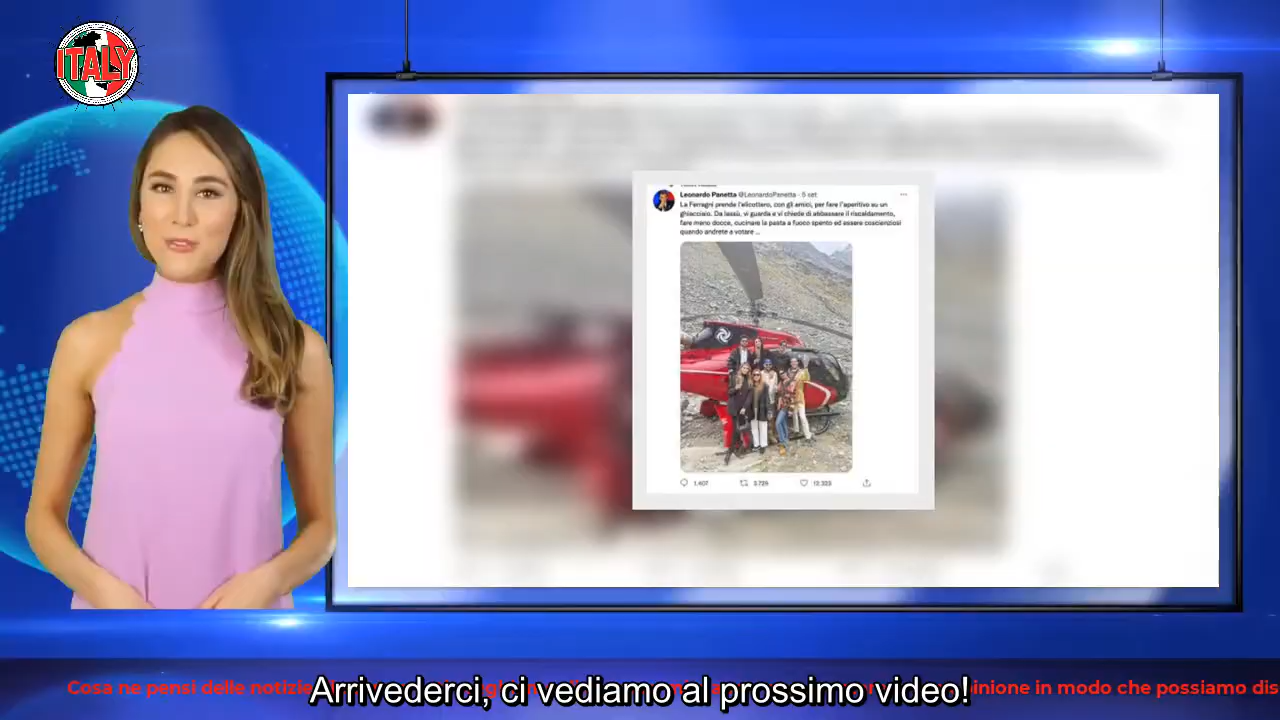 ITALY
Leonardo Panetta @LeonardoPanetta · 5 set
La Ferragni prende l'elicottero, con gli amici, per fare l'aperitivo su un
ghiacciaio. Da lassù, vi guarda e vi chiede di abbassare il riscaldamento,
fare meno docce, cucinare la pasta a fuoco spento ed essere coscienziosi
quando andrete a votare ...
1.407 3.729 12.323
Cosa ne pensi delle notizie pinione in modo che possiamo dis
Arrivederci, ci vediamo al prossimo video!